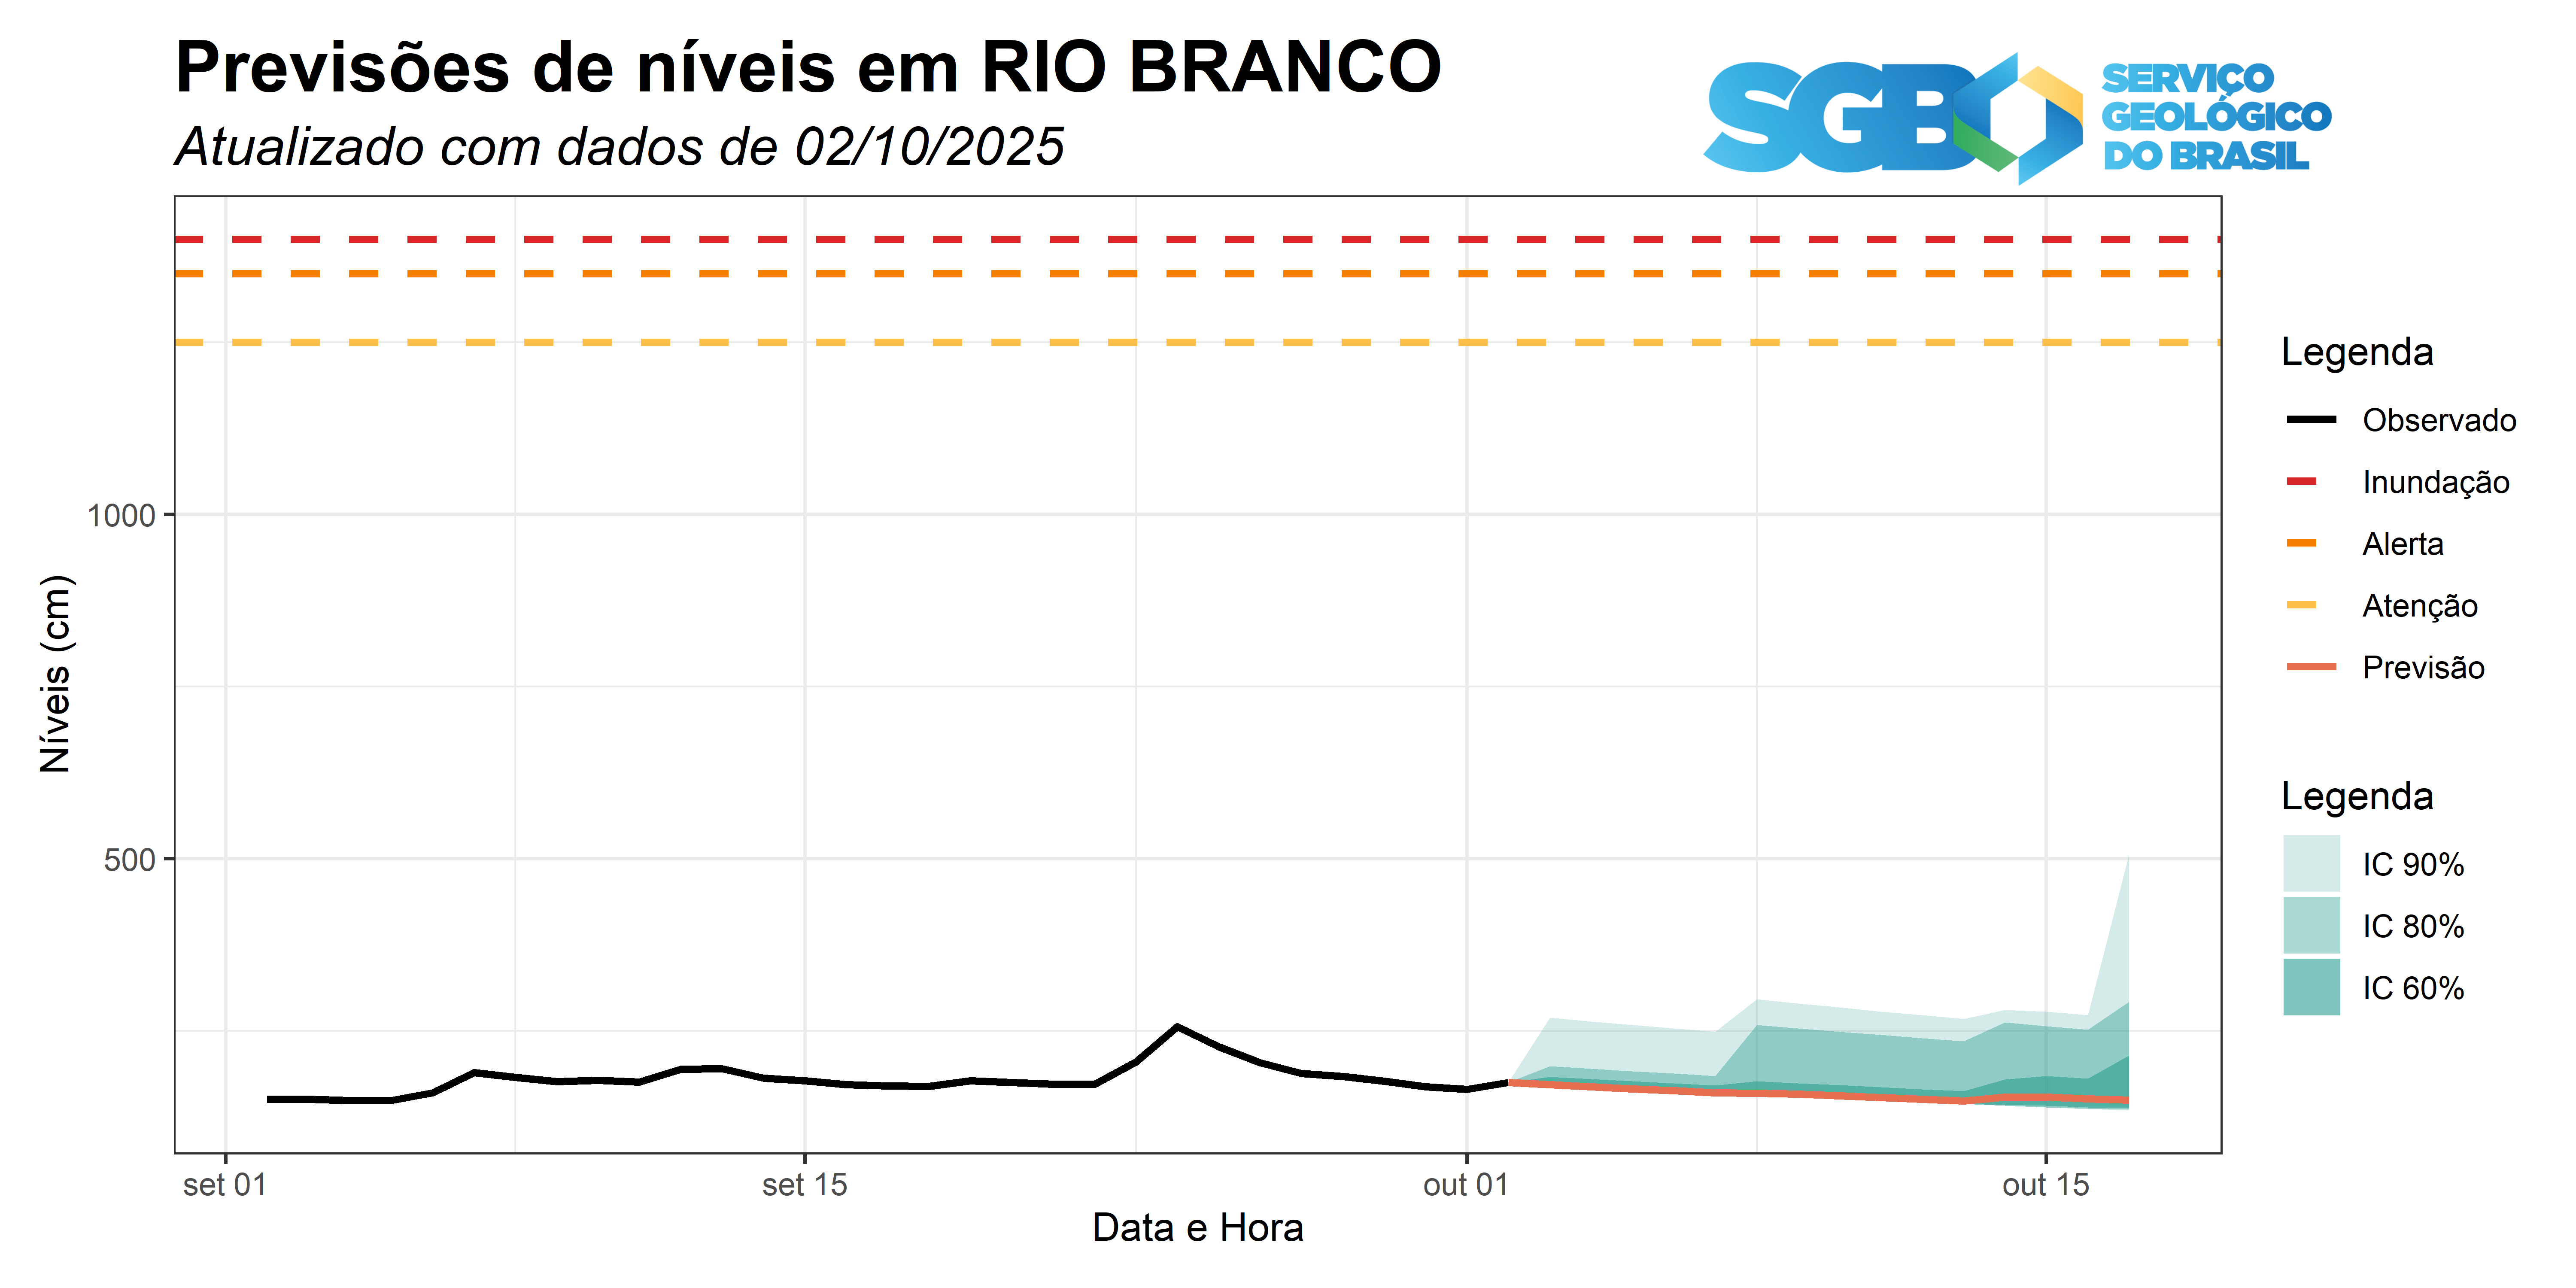 Previsões de níveis em RIO BRANCO
Atualizado com dados de 02/10/2025
SGB
SERVIÇO
GEOLÓGICO
DO BRASIL
Níveis (cm)
1000
500
set 01
set 15
out 01
out 15
Data e Hora
Legenda
Observado
Inundação
Alerta
Atenção
Previsão
Legenda
IC 90%
IC 80%
IC 60%